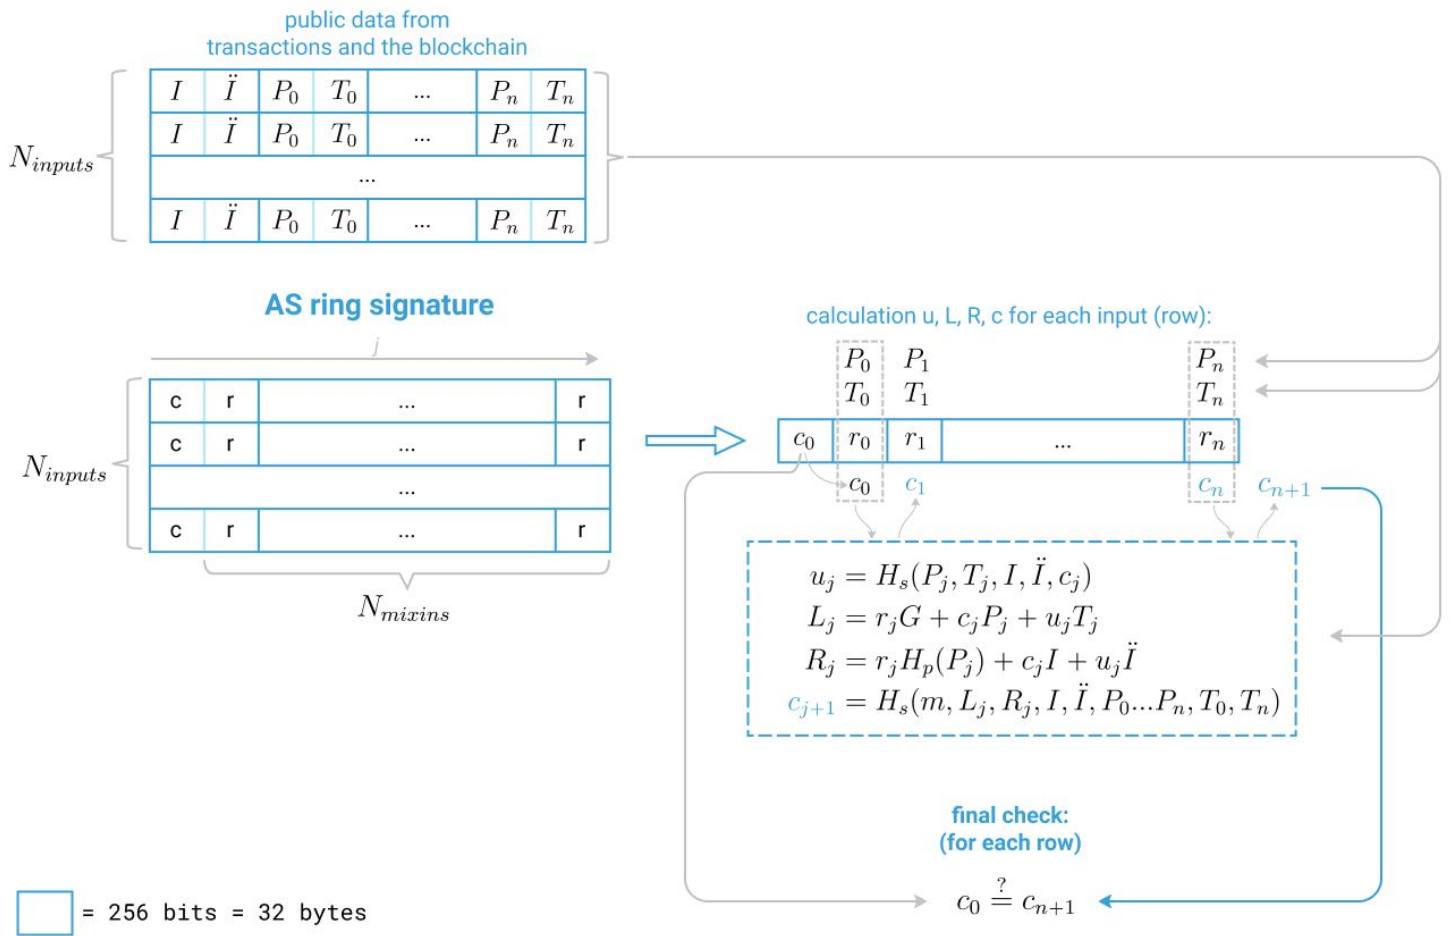 public data from
transactions and the blockchain
I Ï P₀ T₀ ... Pₙ Tₙ
I Ï P₀ T₀ ... Pₙ Tₙ
N_inputs
...
I Ï P₀ T₀ ... Pₙ Tₙ
AS ring signature
j
c r ... r
c r ... r
N_inputs
...
c r ... r
N_mixins
calculation u, L, R, c for each input (row):
P₀ P₁ Pₙ
T₀ T₁ Tₙ
c₀ r₀ r₁ ... rₙ
c₀ c₁ cₙ cₙ₊₁
uⱼ = Hₛ(Pⱼ, Tⱼ, I, Ï, cⱼ)
Lⱼ = rⱼG + cⱼPⱼ + uⱼTⱼ
Rⱼ = rⱼHₚ(Pⱼ) + cⱼI + uⱼÏ
cⱼ₊₁ = Hₛ(m, Lⱼ, Rⱼ, I, Ï, P₀...Pₙ, T₀, Tₙ)
final check:
(for each row)
c₀ ≟ cₙ₊₁
= 256 bits = 32 bytes